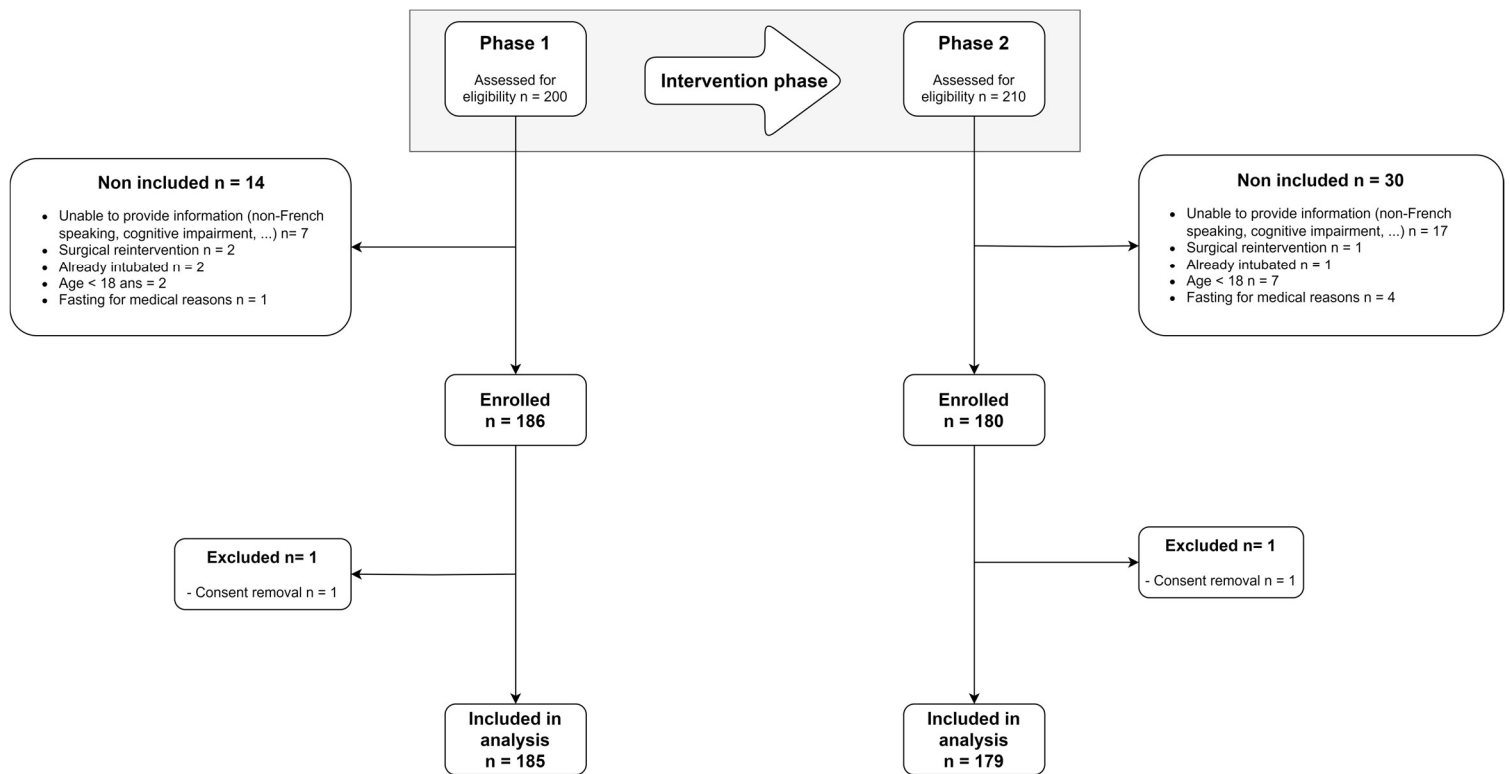 Phase 1
Assessed for
eligibility n = 200
Intervention phase
Phase 2
Assessed for
eligibility n = 210
Non included n = 14
• Unable to provide information (non-French
speaking, cognitive impairment, ...) n= 7
• Surgical reintervention n = 2
• Already intubated n = 2
• Age < 18 ans = 2
• Fasting for medical reasons n = 1
Non included n = 30
• Unable to provide information (non-French
speaking, cognitive impairment, ...) n = 17
• Surgical reintervention n = 1
• Already intubated n = 1
• Age < 18 n = 7
• Fasting for medical reasons n = 4
Enrolled
n = 186
Enrolled
n = 180
Excluded n= 1
- Consent removal n = 1
Excluded n= 1
- Consent removal n = 1
Included in
analysis
n = 185
Included in
analysis
n = 179